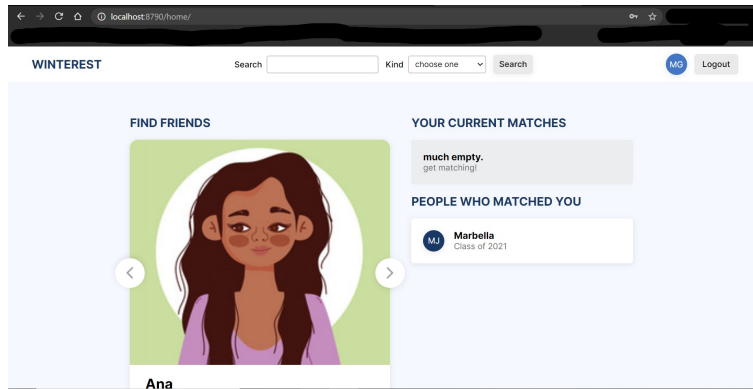 localhost:8790/home/
WINTEREST
Search
Kind
choose one
Search
MG
Logout
FIND FRIENDS
Ana
YOUR CURRENT MATCHES
much empty.
get matching!
PEOPLE WHO MATCHED YOU
MJ
Marbella
Class of 2021